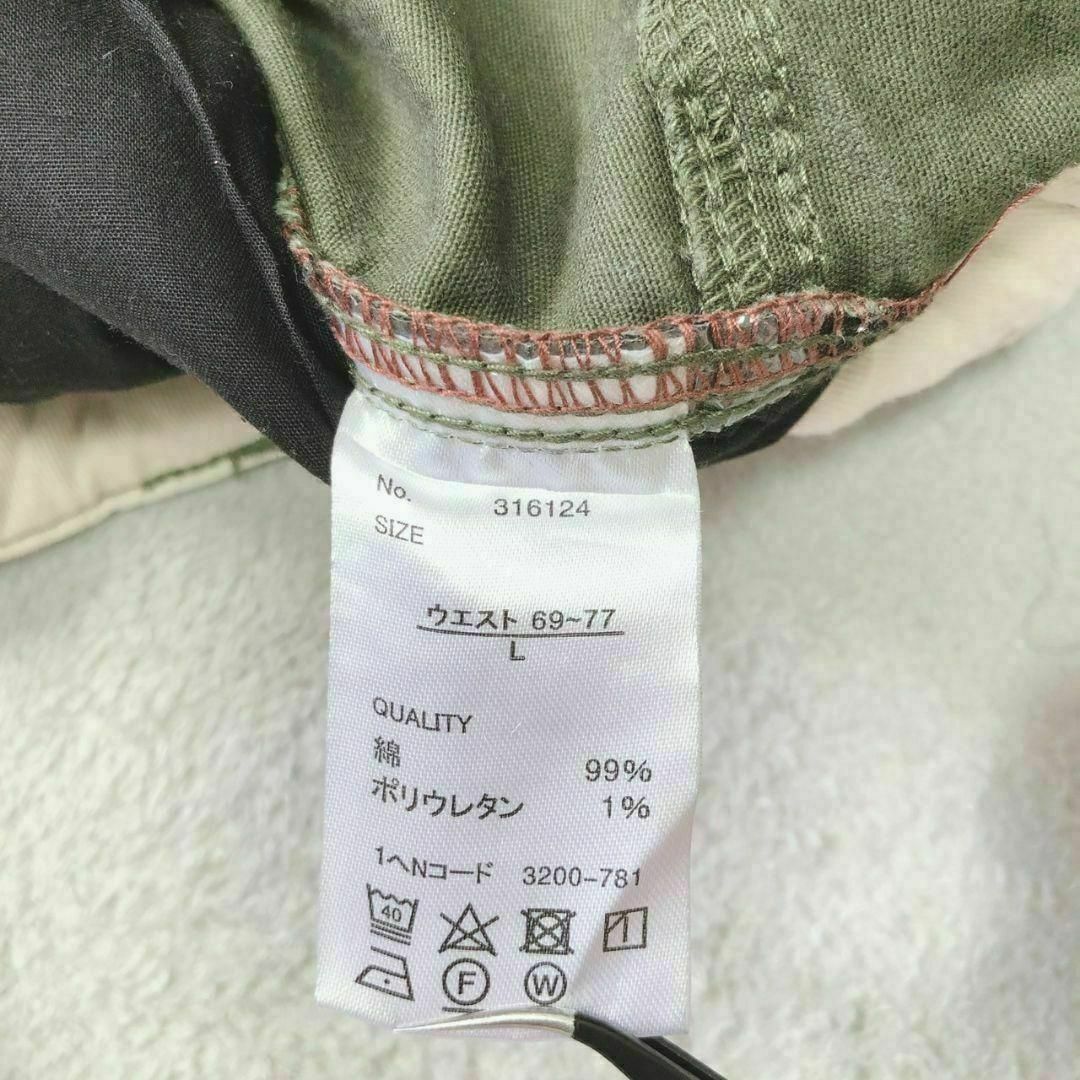 No. 316124
SIZE
ウエスト 69~77
L
QUALITY
綿 99%
ポリウレタン 1%
1ヘNコード 3200-781
40
F W